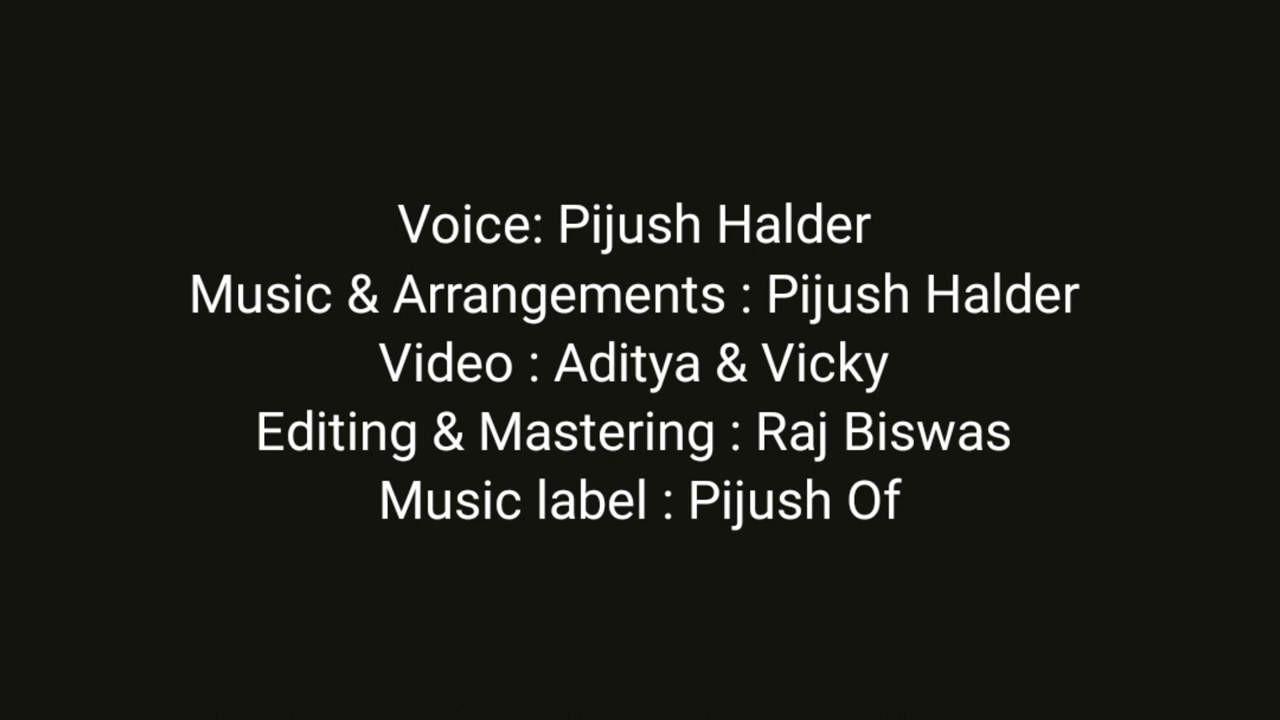 Voice: Pijush Halder
Music & Arrangements : Pijush Halder
Video : Aditya & Vicky
Editing & Mastering : Raj Biswas
Music label : Pijush Of